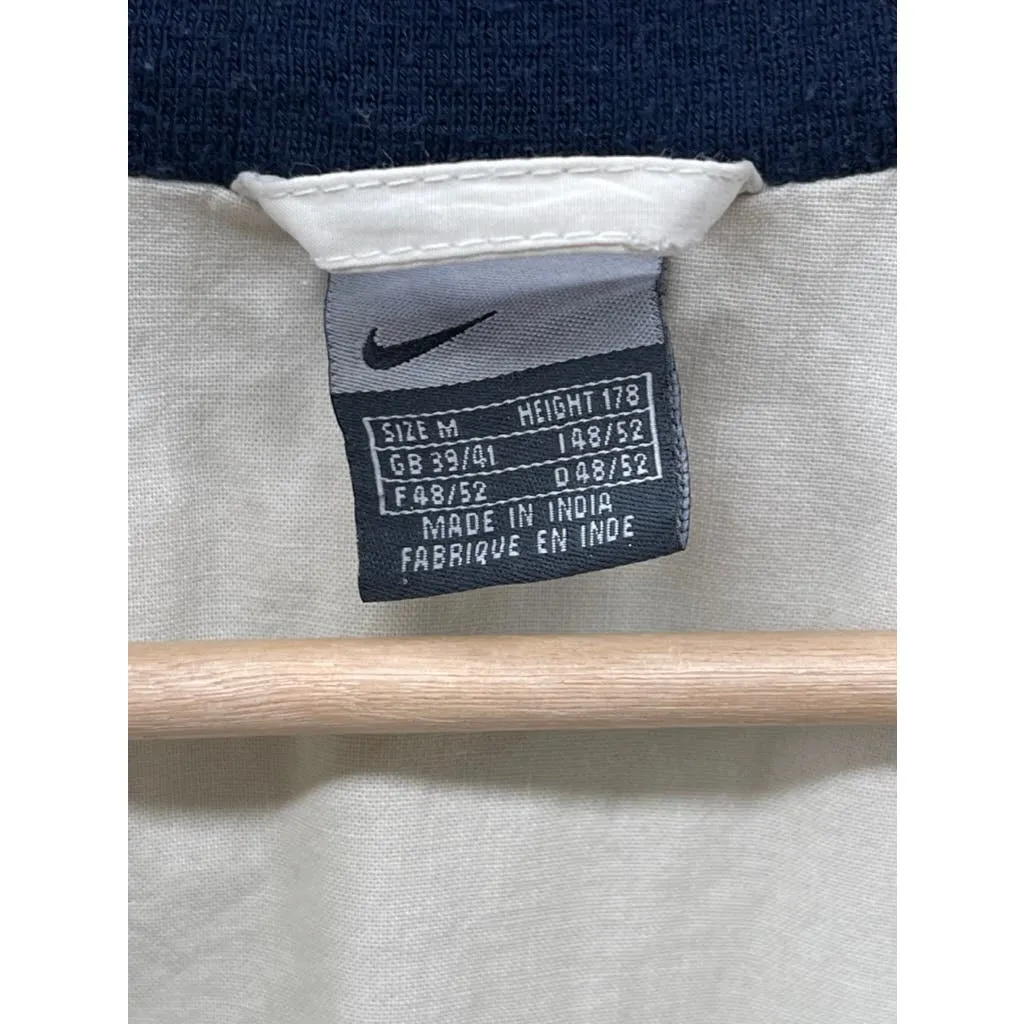 SIZE M HEIGHT 178
GB 39/41 I 48/52
F 48/52 D 48/52
MADE IN INDIA
FABRIQUE EN INDE